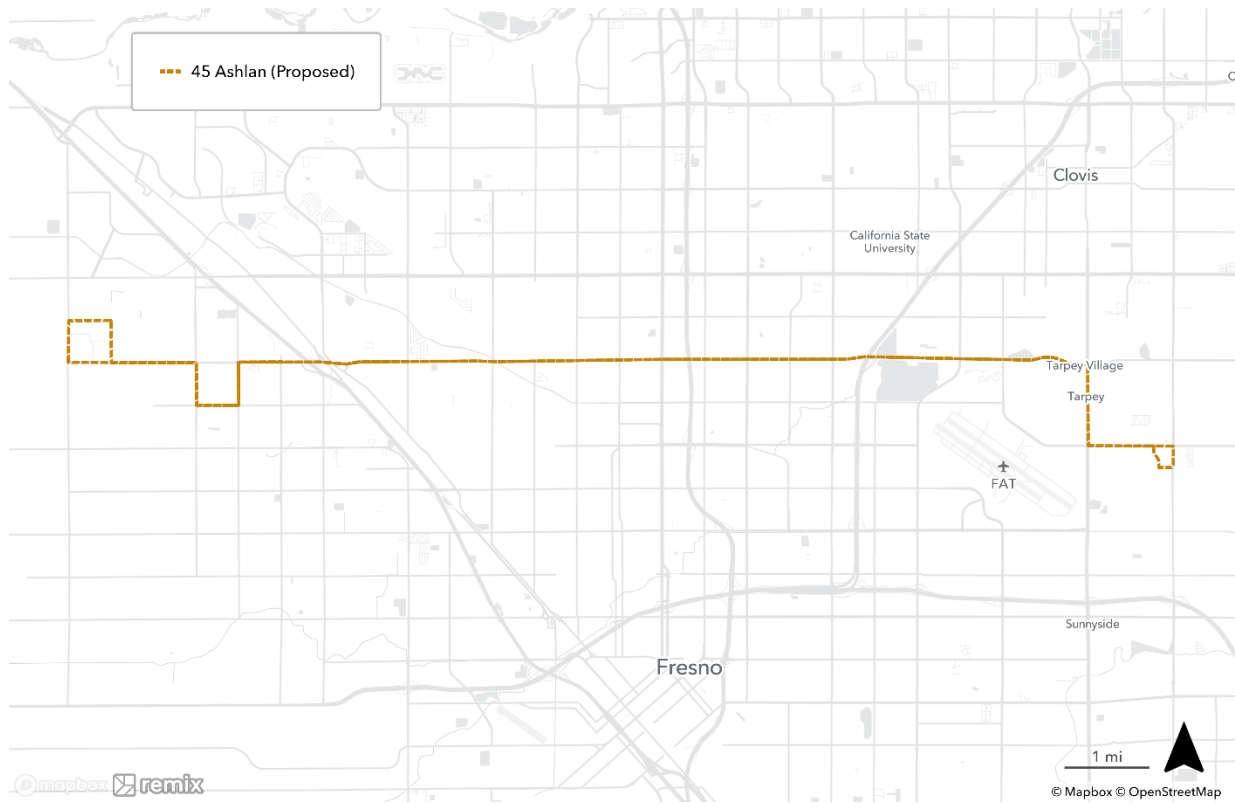 45 Ashlan (Proposed)
Clovis
California State
University
Tarpey Village
Tarpey
FAT
Sunnyside
Fresno
1 mi
mapbox remix
© Mapbox © OpenStreetMap